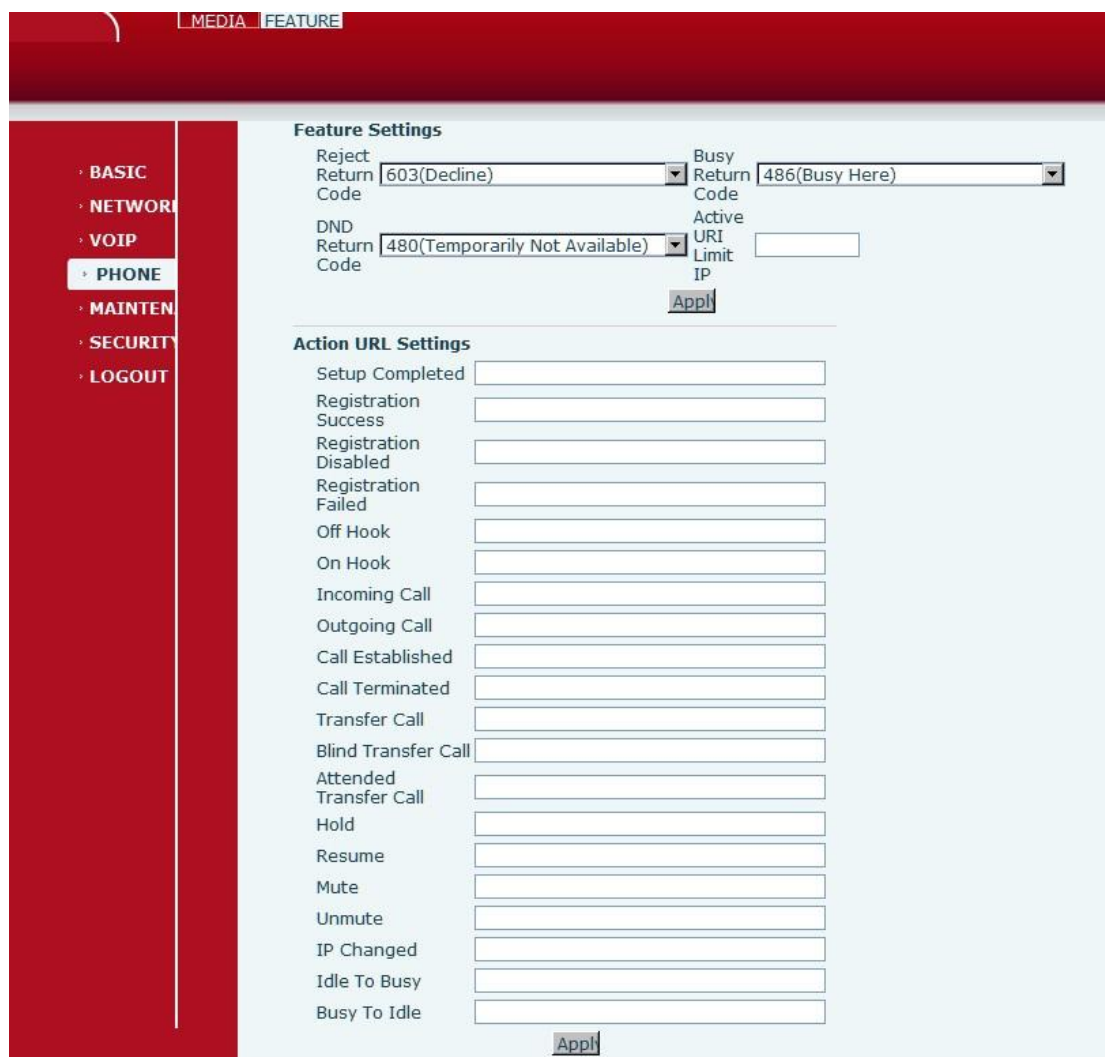 MEDIA FEATURE
Feature Settings
Reject Return Code 603(Decline) Busy Return Code 486(Busy Here)
DND Return Code 480(Temporarily Not Available) Active URI Limit IP
Apply
BASIC
NETWORK
VOIP
PHONE
MAINTEN
SECURITY
LOGOUT
Action URL Settings
Setup Completed
Registration Success
Registration Disabled
Registration Failed
Off Hook
On Hook
Incoming Call
Outgoing Call
Call Established
Call Terminated
Transfer Call
Blind Transfer Call
Attended Transfer Call
Hold
Resume
Mute
Unmute
IP Changed
Idle To Busy
Busy To Idle
Apply